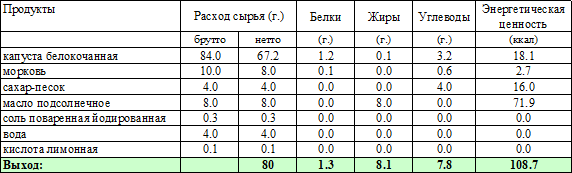 Продукты Расход сырья (г.) Белки Жиры Углеводы Энергетическая
ценность
брутто нетто (г.) (г.) (г.) (ккал)
капуста белокочанная 84.0 67.2 1.2 0.1 3.2 18.1
морковь 10.0 8.0 0.1 0.0 0.6 2.7
сахар-песок 4.0 4.0 0.0 0.0 4.0 16.0
масло подсолнечное 8.0 8.0 0.0 8.0 0.0 71.9
соль поваренная йодированная 0.3 0.3 0.0 0.0 0.0 0.0
вода 4.0 4.0 0.0 0.0 0.0 0.0
кислота лимонная 0.1 0.1 0.0 0.0 0.0 0.0
Выход: 80 1.3 8.1 7.8 108.7